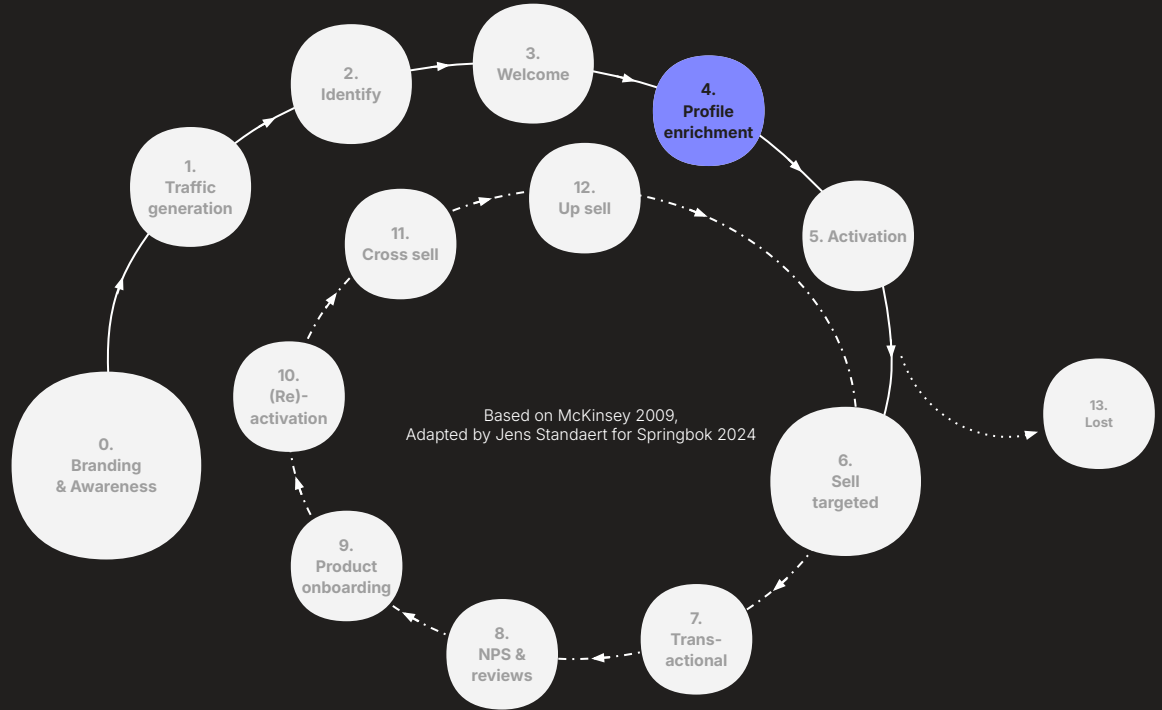 0.
Branding
& Awareness
1.
Traffic
generation
2.
Identify
3.
Welcome
4.
Profile
enrichment
5. Activation
6.
Sell
targeted
7.
Trans-
actional
8.
NPS &
reviews
9.
Product
onboarding
10.
(Re)-
activation
11.
Cross sell
12.
Up sell
13.
Lost
Based on McKinsey 2009,
Adapted by Jens Standaert for Springbok 2024